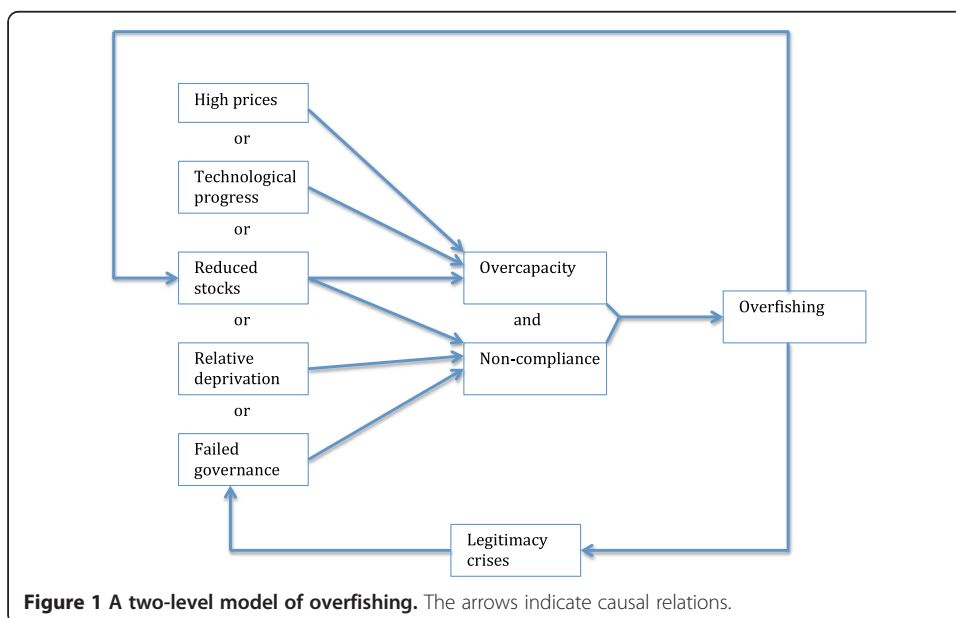 High prices
or
Technological
progress
or
Reduced
stocks
or
Relative
deprivation
or
Failed
governance
Overcapacity
and
Non-compliance
Overfishing
Legitimacy
crises
Figure 1 A two-level model of overfishing. The arrows indicate causal relations.